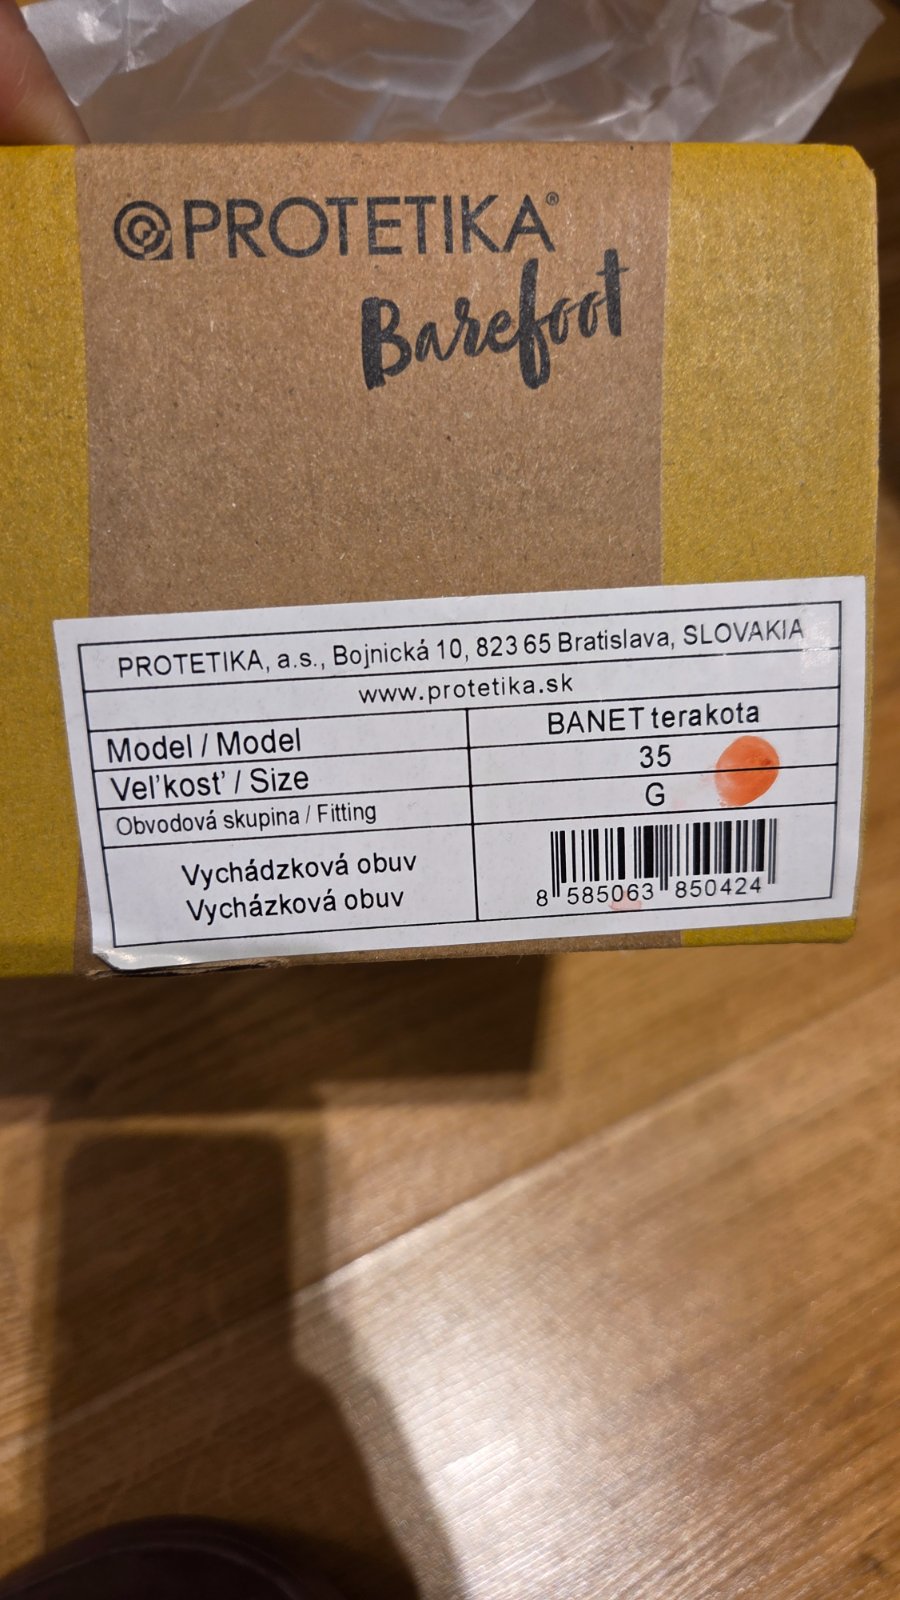 PROTETIKA®
Barefoot
PROTETIKA, a.s., Bojnická 10, 823 65 Bratislava, SLOVAKIA
www.protetika.sk
Model / Model BANET terakota
Veľkosť / Size 35
Obvodová skupina / Fitting G
Vychádzková obuv
Vycházková obuv
8 585063 850424